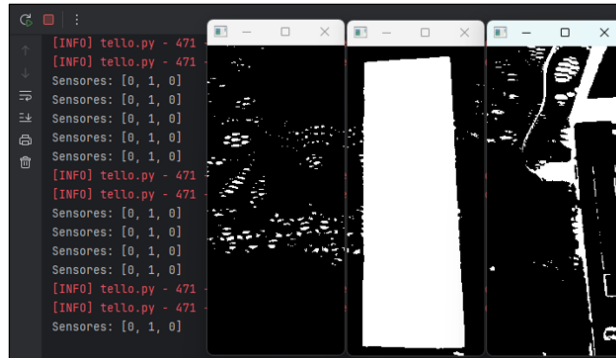 [INFO] tello.py - 471 -
[INFO] tello.py - 471 -
Sensores: [0, 1, 0]
Sensores: [0, 1, 0]
Sensores: [0, 1, 0]
Sensores: [0, 1, 0]
Sensores: [0, 1, 0]
[INFO] tello.py - 471 -
[INFO] tello.py - 471 -
Sensores: [0, 1, 0]
Sensores: [0, 1, 0]
Sensores: [0, 1, 0]
Sensores: [0, 1, 0]
[INFO] tello.py - 471 -
[INFO] tello.py - 471 -
Sensores: [0, 1, 0]